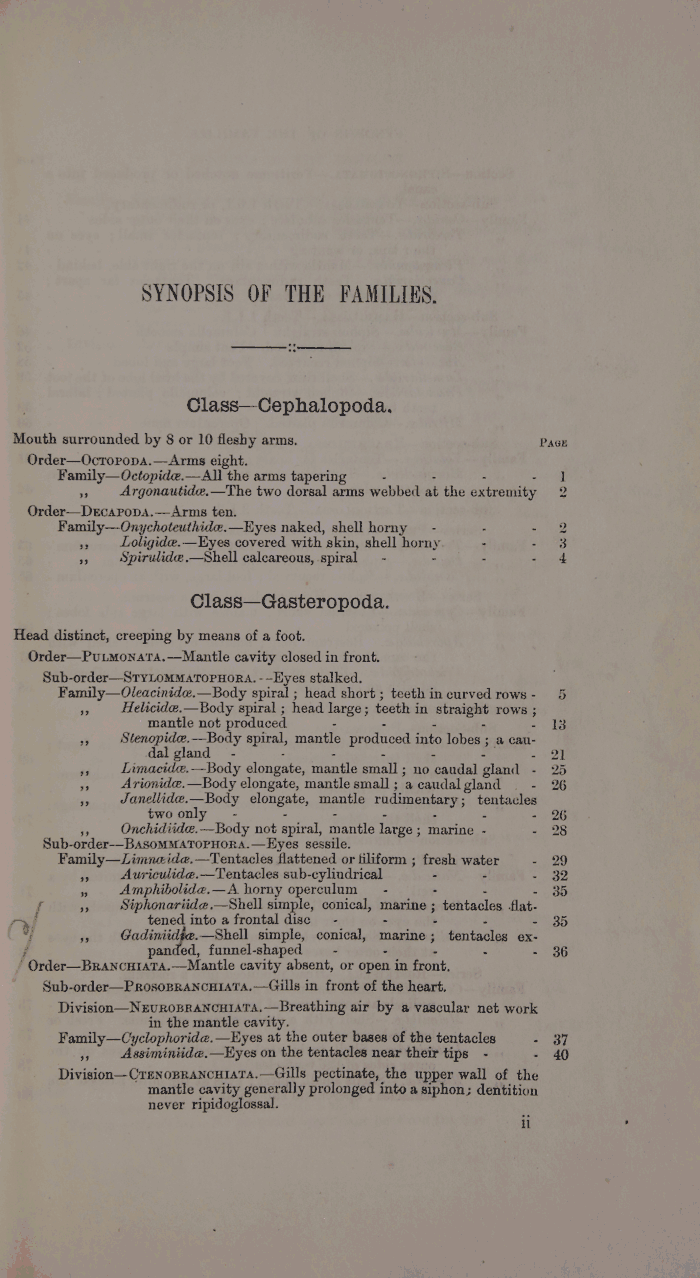 SYNOPSIS OF THE FAMILIES.
Class—Cephalopoda.
Mouth surrounded by 8 or 10 fleshy arms. PAGE
Order—OCTOPODA.—Arms eight.
Family—Octopidæ.—All the arms tapering - - - - 1
,, Argonautidæ.—The two dorsal arms webbed at the extremity 2
Order—DECAPODA.—Arms ten.
Family—Onychoteuthidæ.—Eyes naked, shell horny - - - 2
,, Loligidæ.—Eyes covered with skin, shell horny - - 3
,, Spirulidæ.—Shell calcareous, spiral - - - - 4
Class—Gasteropoda.
Head distinct, creeping by means of a foot.
Order—PULMONATA.—Mantle cavity closed in front.
Sub-order—STYLOMMATOPHORA.--Eyes stalked.
Family—Oleacinidæ.—Body spiral ; head short ; teeth in curved rows - 5
,, Helicidæ.—Body spiral ; head large ; teeth in straight rows ;
mantle not produced - - - - - 13
,, Stenopidæ.—Body spiral, mantle produced into lobes ; a cau-
dal gland - - - - - - - 21
,, Limacidæ.—Body elongate, mantle small ; no caudal gland - 25
,, Arionidæ.—Body elongate, mantle small ; a caudal gland - 26
,, Janellidæ.—Body elongate, mantle rudimentary ; tentacles
two only - - - - - - - 26
,, Onchidiidæ.—Body not spiral, mantle large ; marine - - 28
Sub-order—BASOMMATOPHORA.—Eyes sessile.
Family—Limnæidæ.—Tentacles flattened or filiform ; fresh water - 29
,, Auriculidæ.—Tentacles sub-cylindrical - - - 32
,, Amphibolidæ.—A horny operculum - - - - 35
,, Siphonariidæ.—Shell simple, conical, marine ; tentacles flat-
tened into a frontal disc - - - - - 35
,, Gadiniidæ.—Shell simple, conical, marine ; tentacles ex-
panded, funnel-shaped - - - - - 36
Order—BRANCHIATA.—Mantle cavity absent, or open in front.
Sub-order—PROSOBRANCHIATA.—Gills in front of the heart.
Division—NEUROBRANCHIATA.—Breathing air by a vascular net work
in the mantle cavity.
Family—Cyclophoridæ.—Eyes at the outer bases of the tentacles - 37
,, Assiminiidæ.—Eyes on the tentacles near their tips - - 40
Division—CTENOBRANCHIATA.—Gills pectinate, the upper wall of the
mantle cavity generally prolonged into a siphon ; dentition
never ripidoglossal.
ii